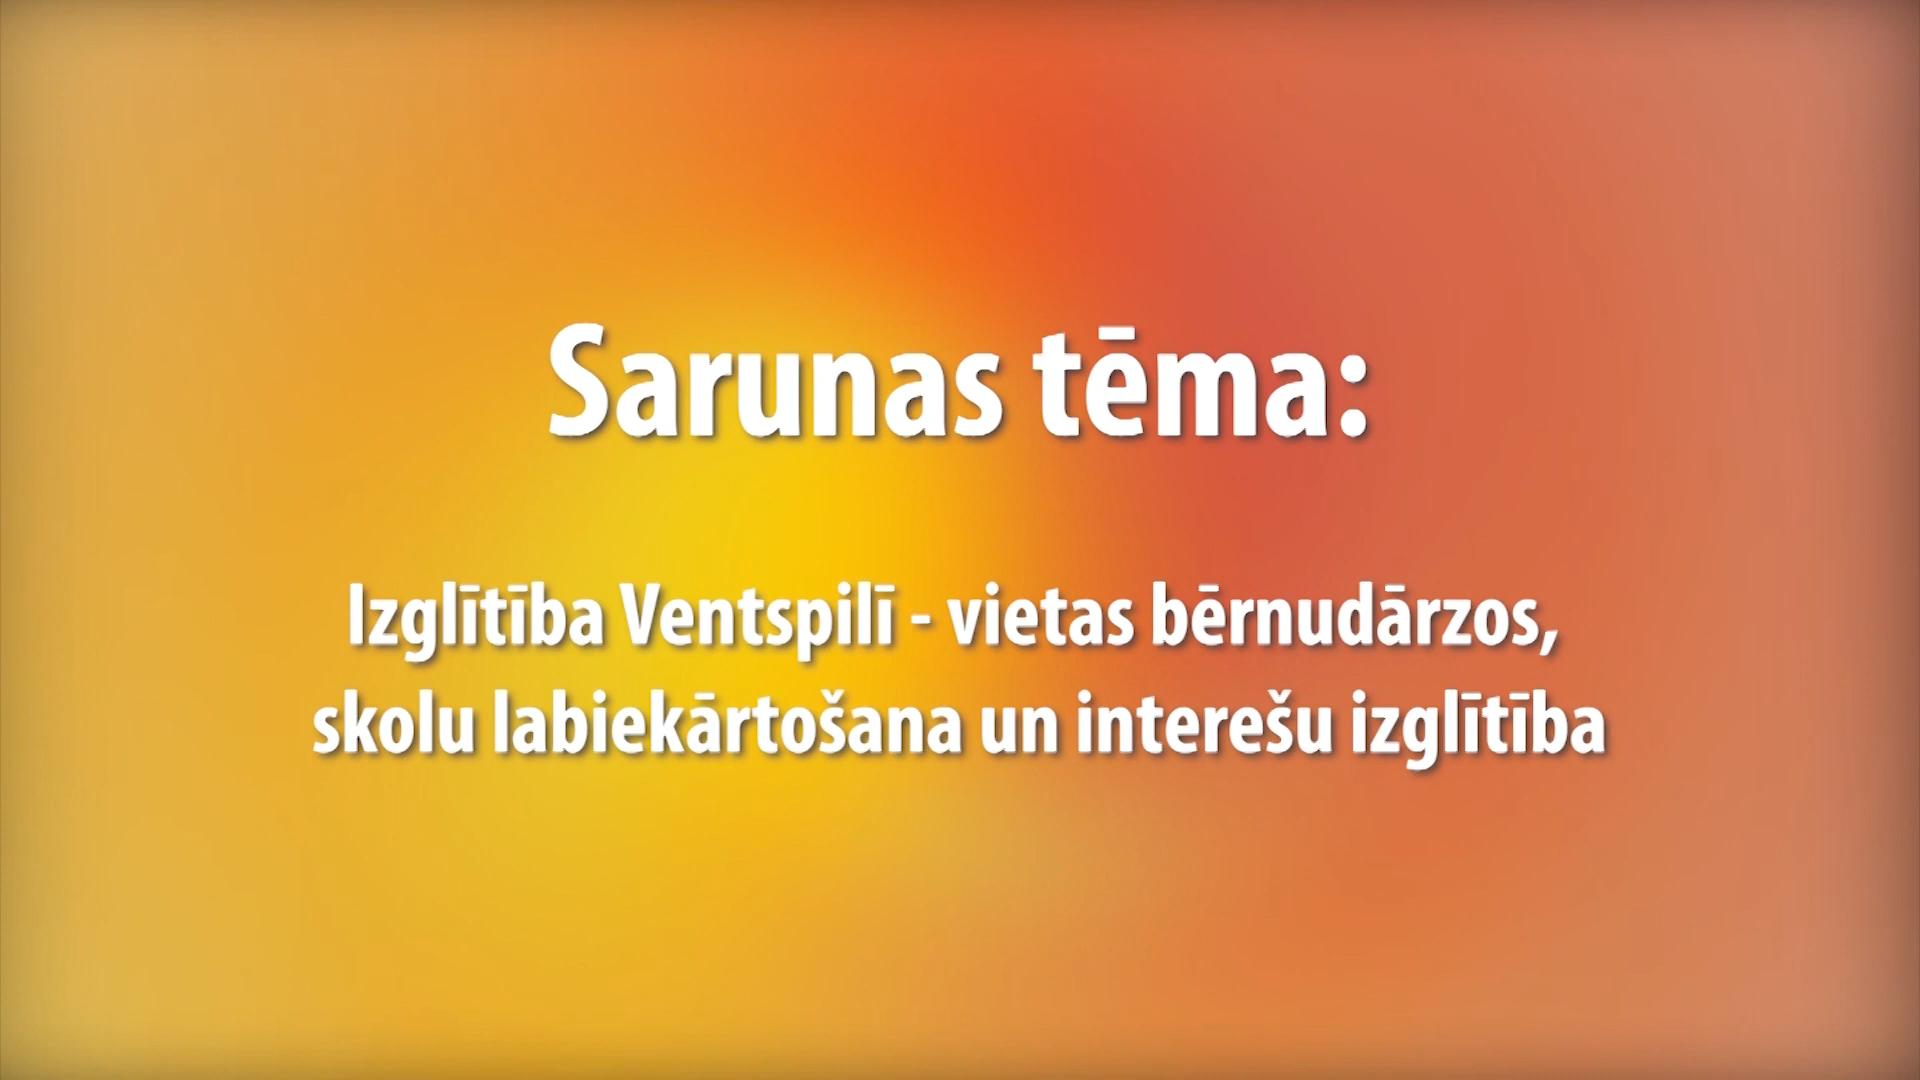 Sarunas tēma:
Izglītība Ventspilī - vietas bērnudārzos,
skolu labiekārtošana un interešu izglītība